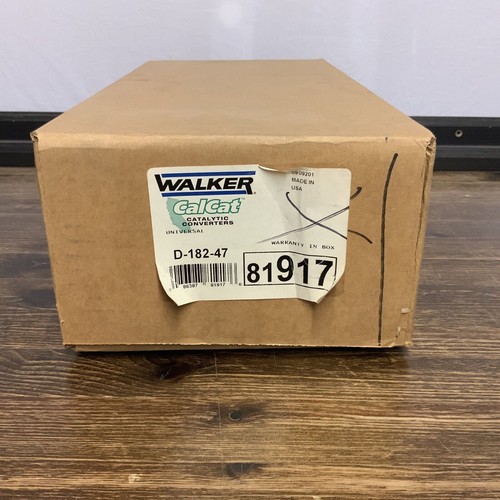 WALKER
CalCat
CATALYTIC
CONVERTERS
UNIVERSAL
MADE IN
USA
WARRANTY IN BOX
D-182-47
81917